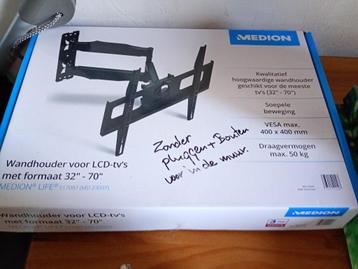 MEDION
Kwalitatief
hoogwaardige wandhouder
geschikt voor de meeste
tv's (32" - 70")
Soepele
beweging
VESA max.
400 x 400 mm
Draagvermogen
max. 50 kg
Zonder
pluggen + Bouten
voor in de muur.
Wandhouder voor LCD-tv's
met formaat 32" - 70"
MEDION® LIFE®
Wandhouder voor LCD-tv's
met formaat 32" - 70"
MEDION